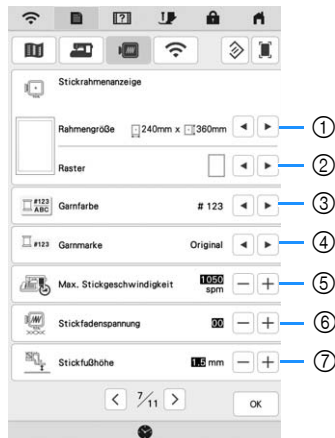 Stickrahmenanzeige
Rahmengröße 240mm x 360mm ①
Raster ②
#123 ABC Garnfarbe # 123 ③
#123 Garnmarke Original ④
Max. Stickgeschwindigkeit 1050 spm ⑤
Stickfadenspannung 00 − + ⑥
Stickfußhöhe 1.5 mm − + ⑦
< 7/11 > OK